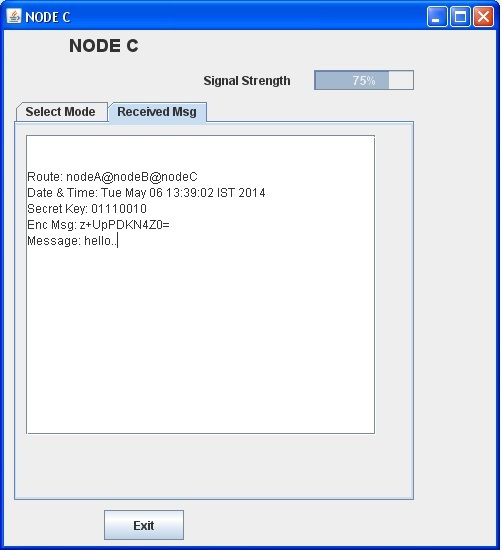 NODE C
NODE C
Signal Strength 75%
Select Mode Received Msg
Route: nodeA@nodeB@nodeC
Date & Time: Tue May 06 13:39:02 IST 2014
Secret Key: 01110010
Enc Msg: z+UpPDKN4Z0=
Message: hello..
Exit